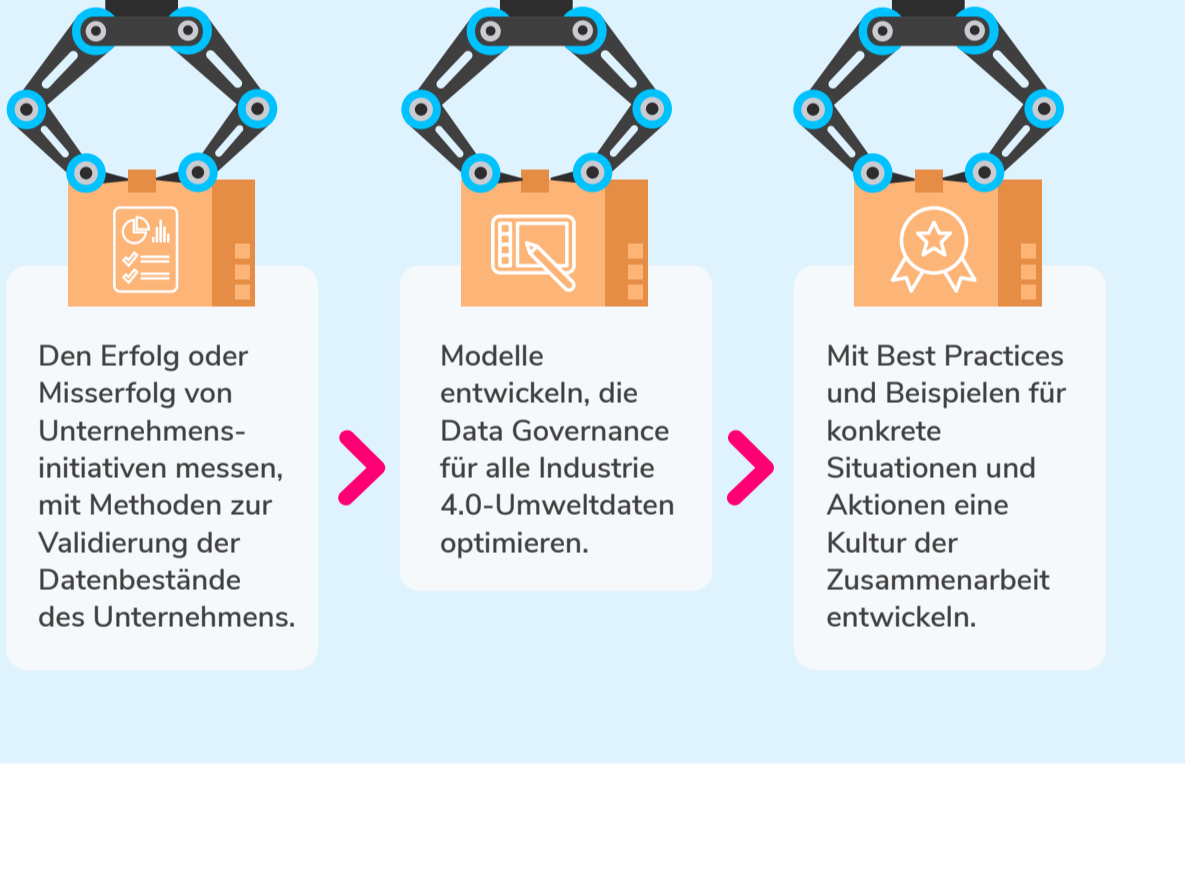 Den Erfolg oder
Misserfolg von
Unternehmens-
initiativen messen,
mit Methoden zur
Validierung der
Datenbestände
des Unternehmens.
Modelle
entwickeln, die
Data Governance
für alle Industrie
4.0-Umweltdaten
optimieren.
Mit Best Practices
und Beispielen für
konkrete
Situationen und
Aktionen eine
Kultur der
Zusammenarbeit
entwickeln.